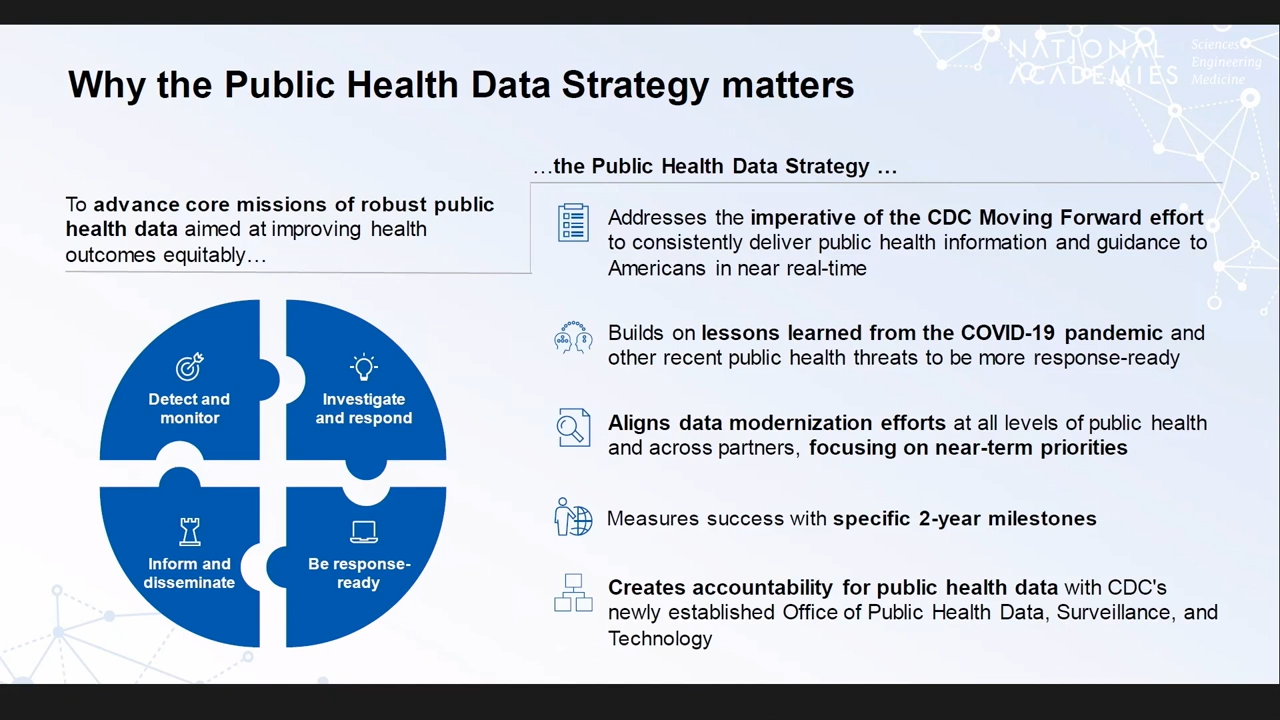 NATIONAL
ACADEMIES
Sciences
Engineering
Medicine
Why the Public Health Data Strategy matters
To advance core missions of robust public
health data aimed at improving health
outcomes equitably…
Detect and
monitor
Investigate
and respond
Inform and
disseminate
Be response-
ready
…the Public Health Data Strategy …
Addresses the imperative of the CDC Moving Forward effort
to consistently deliver public health information and guidance to
Americans in near real-time
Builds on lessons learned from the COVID-19 pandemic and
other recent public health threats to be more response-ready
Aligns data modernization efforts at all levels of public health
and across partners, focusing on near-term priorities
Measures success with specific 2-year milestones
Creates accountability for public health data with CDC's
newly established Office of Public Health Data, Surveillance, and
Technology